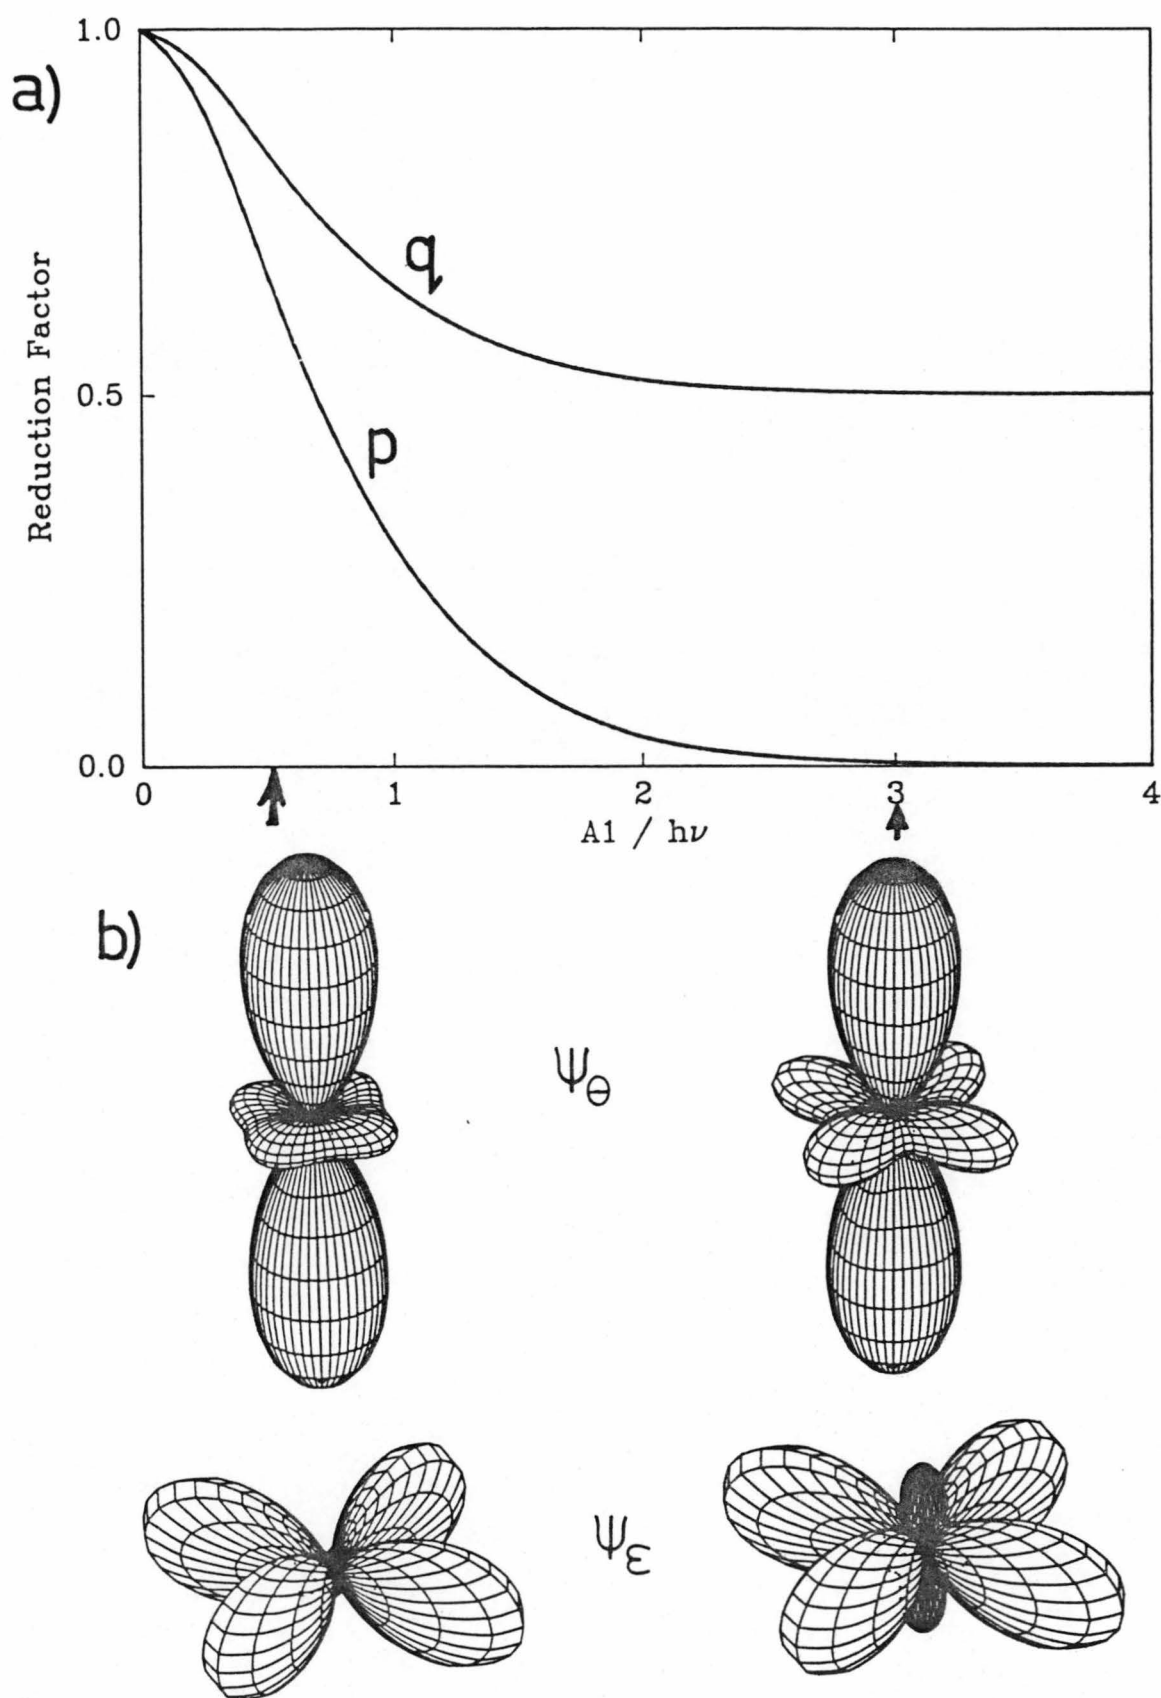 1.0
a)
q
Reduction Factor
0.5
p
0.0
0 1 2 3 4
A1 / hν
b)
Ψθ
Ψε